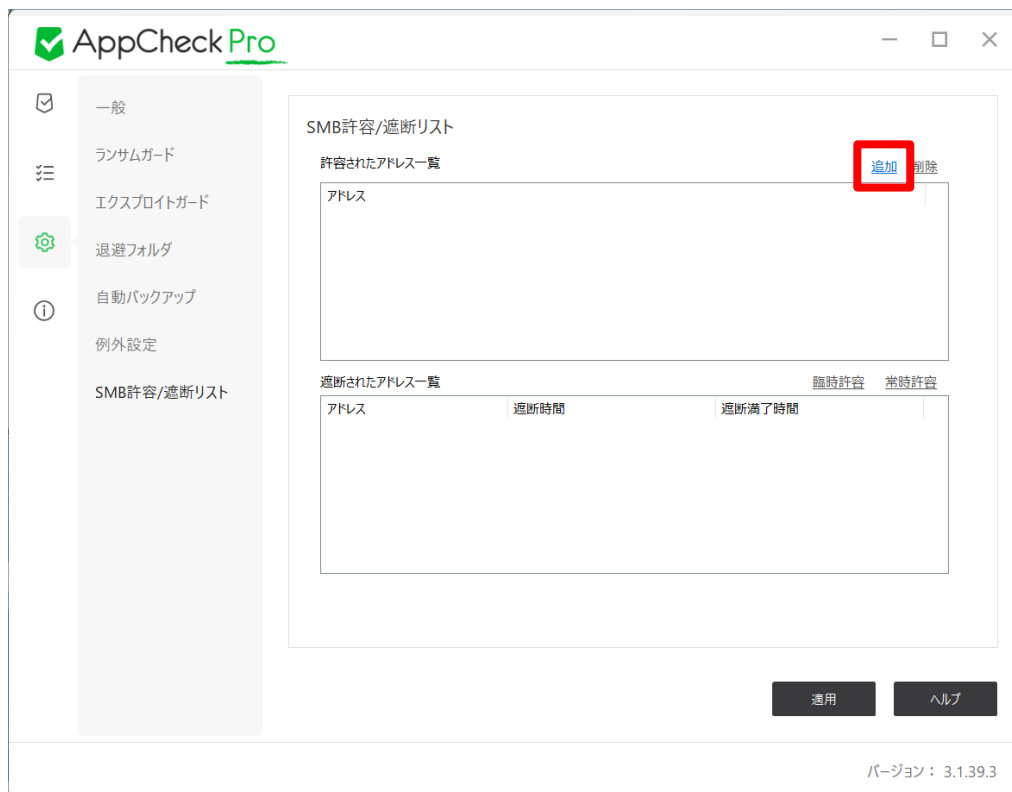 AppCheck Pro
一般
ランサムガード
エクスプロイトガード
退避フォルダ
自動バックアップ
例外設定
SMB許容/遮断リスト
SMB許容/遮断リスト
許容されたアドレス一覧 追加 削除
アドレス
遮断されたアドレス一覧 臨時許容 常時許容
アドレス 遮断時間 遮断満了時間
適用 ヘルプ
バージョン： 3.1.39.3